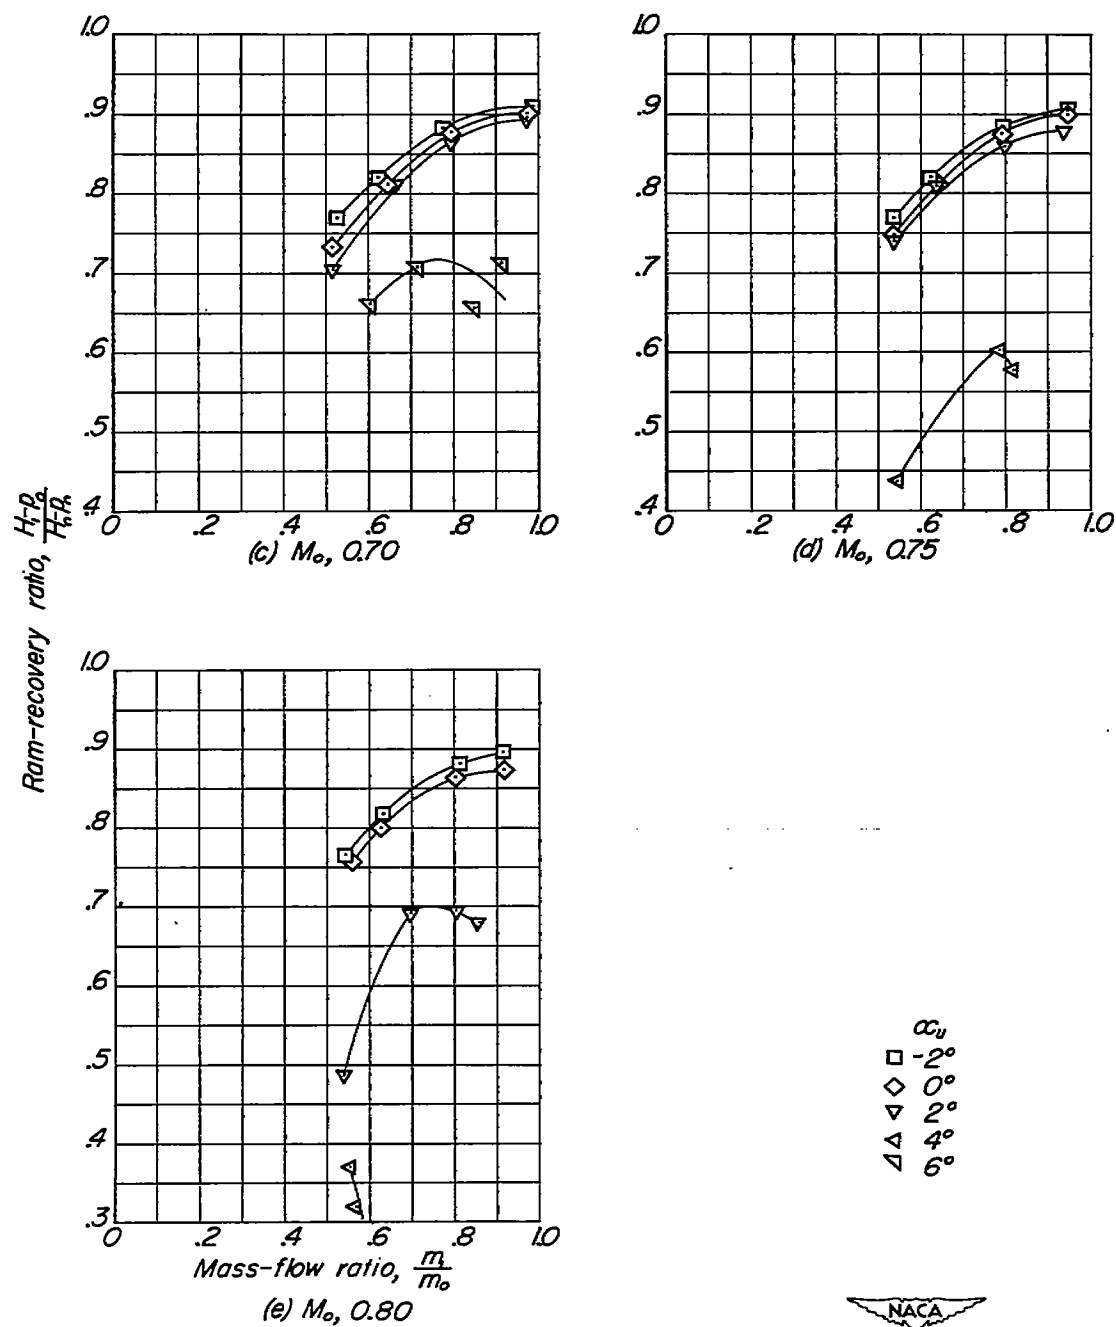 1.0
.9
.8
.7
.6
.5
.4
0 .2 .4 .6 .8 1.0
(c) M₀, 0.70
1.0
.9
.8
.7
.6
.5
.4
0 .2 .4 .6 .8 1.0
(d) M₀, 0.75
Ram-recovery ratio, H₁-p₀/H₀-p₀
1.0
.9
.8
.7
.6
.5
.4
.3
0 .2 .4 .6 .8 1.0
Mass-flow ratio, m₁/m₀
(e) M₀, 0.80
αᵤ
-2°
0°
2°
4°
6°
NACA